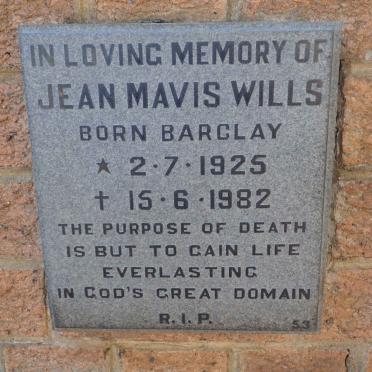 IN LOVING MEMORY OF
JEAN MAVIS WILLS
BORN BARCLAY
★ 2·7·1925
† 15·6·1982
THE PURPOSE OF DEATH
IS BUT TO GAIN LIFE
EVERLASTING
IN GOD'S GREAT DOMAIN
R.I.P.
53